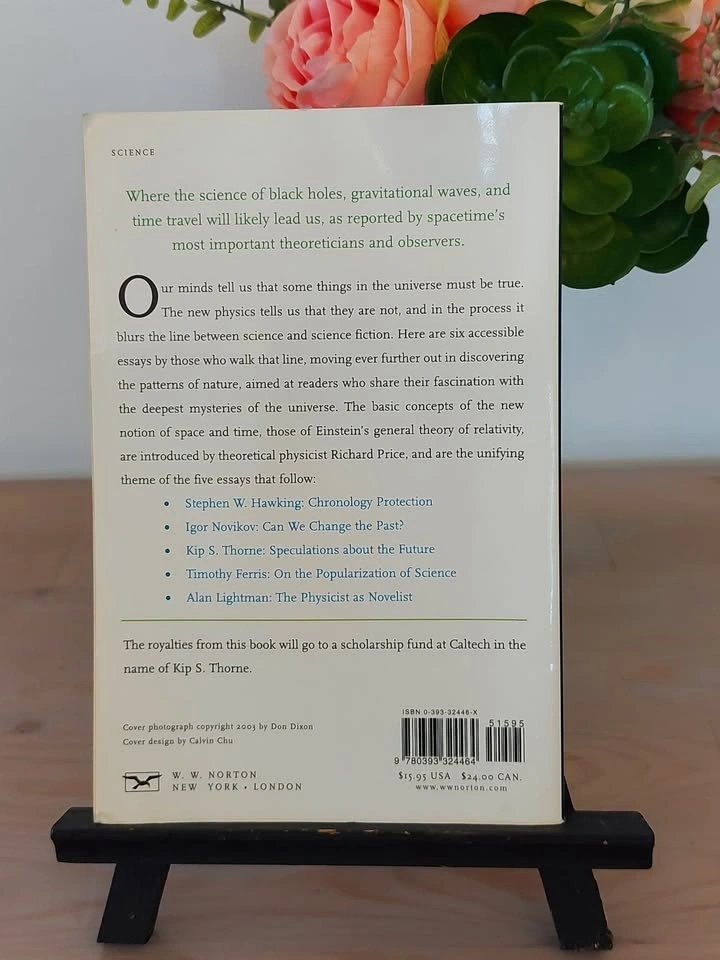 SCIENCE
Where the science of black holes, gravitational waves, and
time travel will likely lead us, as reported by spacetime's
most important theoreticians and observers.
Our minds tell us that some things in the universe must be true.
The new physics tells us that they are not, and in the process it
blurs the line between science and science fiction. Here are six accessible
essays by those who walk that line, moving ever further out in discovering
the patterns of nature, aimed at readers who share their fascination with
the deepest mysteries of the universe. The basic concepts of the new
notion of space and time, those of Einstein's general theory of relativity,
are introduced by theoretical physicist Richard Price, and are the unifying
theme of the five essays that follow:
• Stephen W. Hawking: Chronology Protection
• Igor Novikov: Can We Change the Past?
• Kip S. Thorne: Speculations about the Future
• Timothy Ferris: On the Popularization of Science
• Alan Lightman: The Physicist as Novelist
The royalties from this book will go to a scholarship fund at Caltech in the
name of Kip S. Thorne.
Cover photograph copyright 2003 by Don Dixon
Cover design by Calvin Chu
W. W. NORTON
NEW YORK • LONDON
ISBN 0-393-32446-X
51595
9 780393 324464
$15.95 USA $24.00 CAN.
www.wwnorton.com